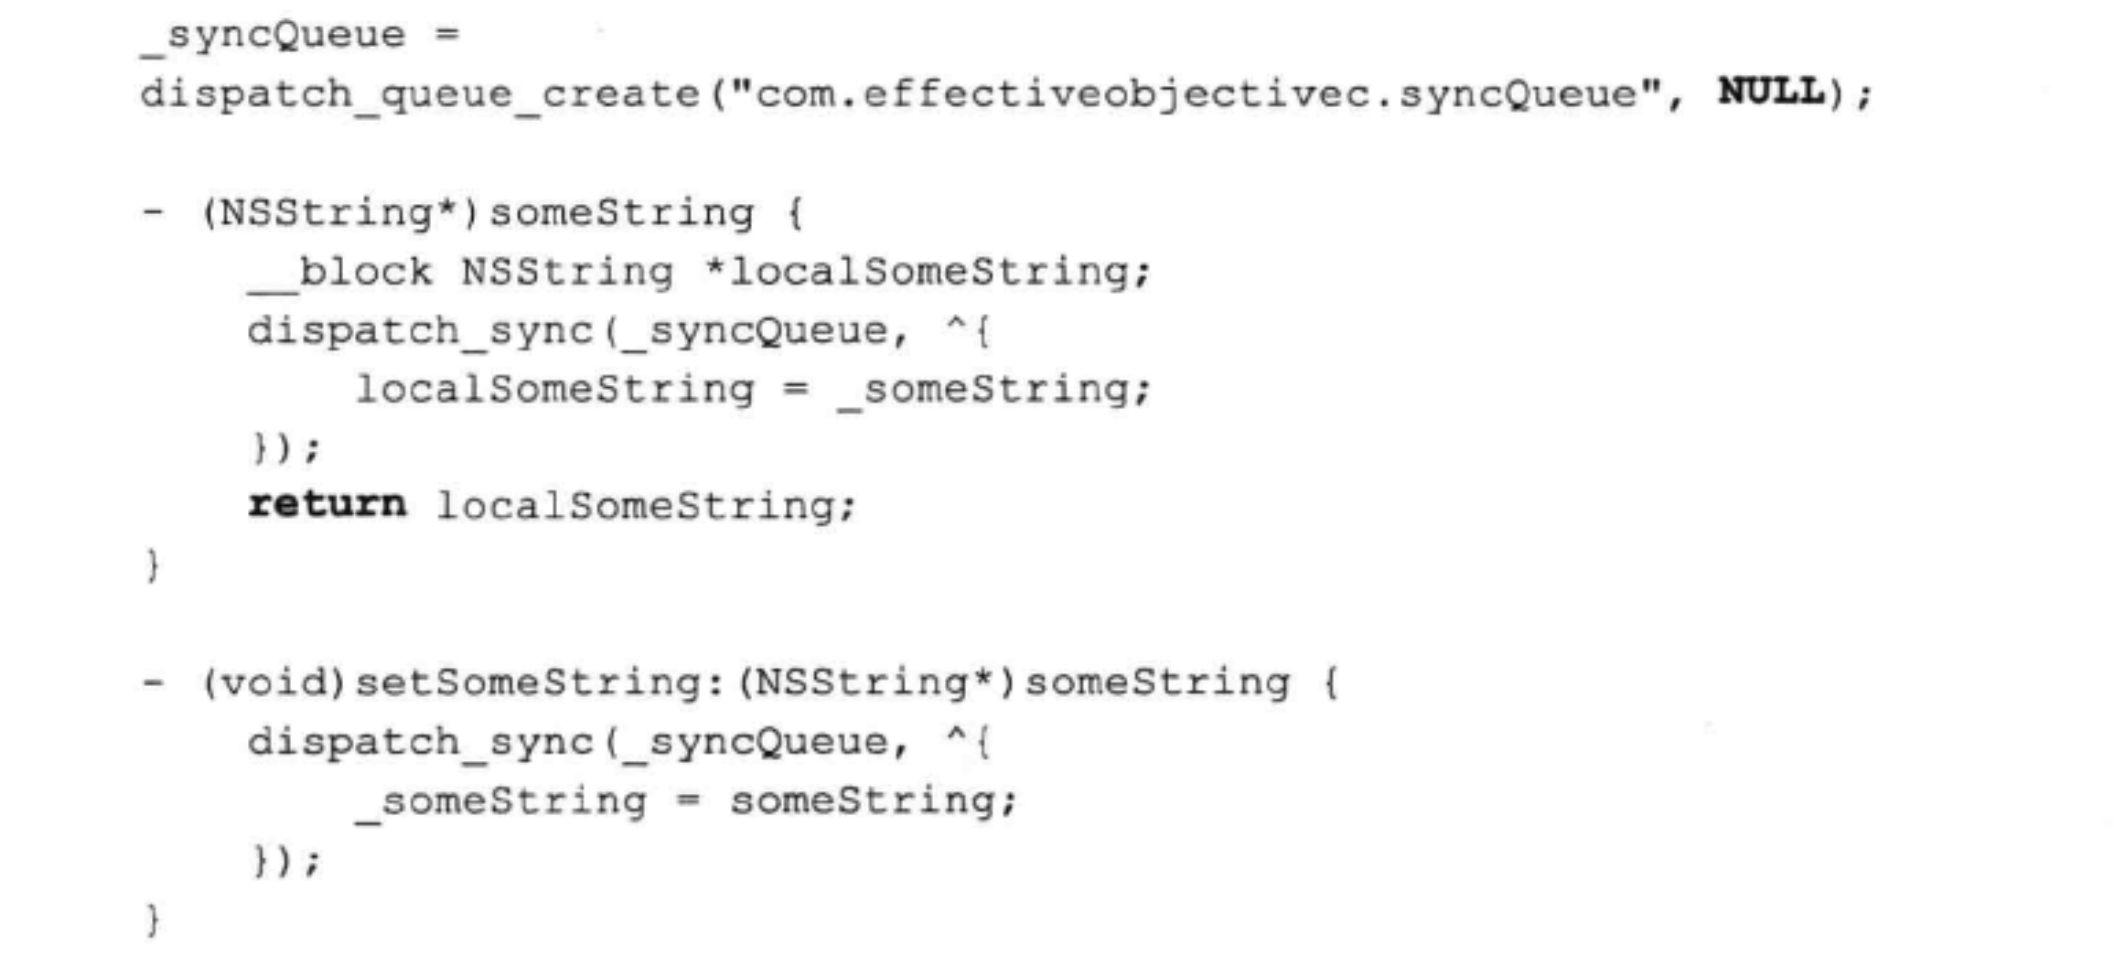 _syncQueue =
dispatch_queue_create("com.effectiveobjectivec.syncQueue", NULL);
- (NSString*)someString {
__block NSString *localSomeString;
dispatch_sync(_syncQueue, ^{
localSomeString = _someString;
});
return localSomeString;
}
- (void)setSomeString:(NSString*)someString {
dispatch_sync(_syncQueue, ^{
_someString = someString;
});
}